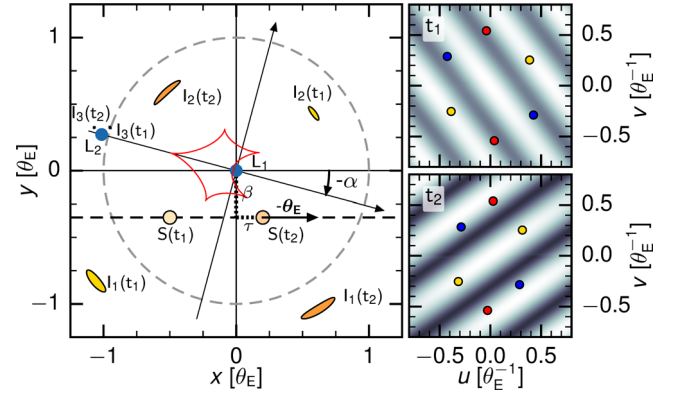 y [θE]
1
0
−1
I2(t2)
I2(t1)
I3(t2)
I3(t1)
L2
L1
β
-α
-θE
S(t1)
τ
S(t2)
I1(t1)
I1(t2)
−1
0
1
x [θE]
t1
0.5
0.0
−0.5
v [θE−1]
t2
0.5
0.0
−0.5
v [θE−1]
−0.5
0.0
0.5
u [θE−1]